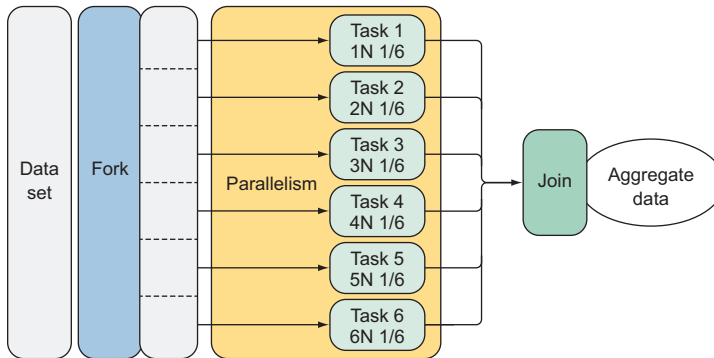 Data
set
Fork
Parallelism
Task 1
1N 1/6
Task 2
2N 1/6
Task 3
3N 1/6
Task 4
4N 1/6
Task 5
5N 1/6
Task 6
6N 1/6
Join
Aggregate
data